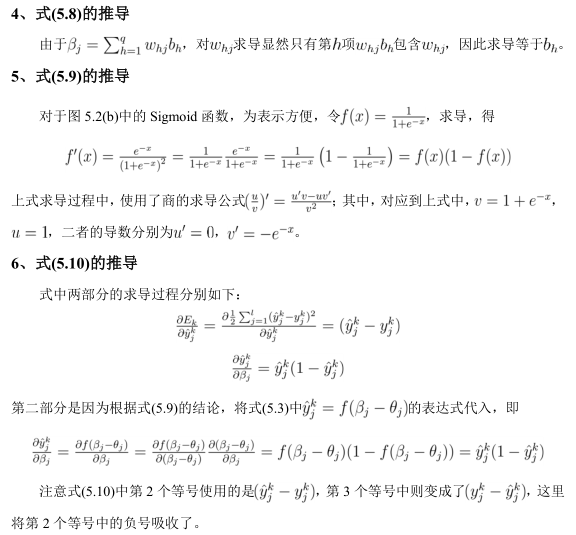 4、式(5.8)的推导
由于$\beta_j = \sum_{h=1}^{q} w_{hj} b_h$，对$w_{hj}$求导显然只有第$h$项$w_{hj} b_h$包含$w_{hj}$，因此求导等于$b_h$。
5、式(5.9)的推导
对于图 5.2(b)中的 Sigmoid 函数，为表示方便，令$f(x) = \frac{1}{1+e^{-x}}$，求导，得
$f'(x) = \frac{e^{-x}}{(1+e^{-x})^2} = \frac{1}{1+e^{-x}} \frac{e^{-x}}{1+e^{-x}} = \frac{1}{1+e^{-x}} \left(1 - \frac{1}{1+e^{-x}}\right) = f(x)(1 - f(x))$
上式求导过程中，使用了商的求导公式$(\frac{u}{v})' = \frac{u'v - uv'}{v^2}$；其中，对应到上式中，$v = 1 + e^{-x}$，
$u = 1$，二者的导数分别为$u' = 0$，$v' = -e^{-x}$。
6、式(5.10)的推导
式中两部分的求导过程分别如下：
$\frac{\partial E_k}{\partial \hat{y}_j^k} = \frac{\partial \frac{1}{2} \sum_{j=1}^{l} (\hat{y}_j^k - y_j^k)^2}{\partial \hat{y}_j^k} = (\hat{y}_j^k - y_j^k)$
$\frac{\partial \hat{y}_j^k}{\partial \beta_j} = \hat{y}_j^k (1 - \hat{y}_j^k)$
第二部分是因为根据式(5.9)的结论，将式(5.3)中$\hat{y}_j^k = f(\beta_j - \theta_j)$的表达式代入，即
$\frac{\partial \hat{y}_j^k}{\partial \beta_j} = \frac{\partial f(\beta_j - \theta_j)}{\partial \beta_j} = \frac{\partial f(\beta_j - \theta_j)}{\partial (\beta_j - \theta_j)} \frac{\partial (\beta_j - \theta_j)}{\partial \beta_j} = f(\beta_j - \theta_j)(1 - f(\beta_j - \theta_j)) = \hat{y}_j^k (1 - \hat{y}_j^k)$
注意式(5.10)中第 2 个等号使用的是$(\hat{y}_j^k - y_j^k)$，第 3 个等号中则变成了$(y_j^k - \hat{y}_j^k)$，这里
将第 2 个等号中的负号吸收了。